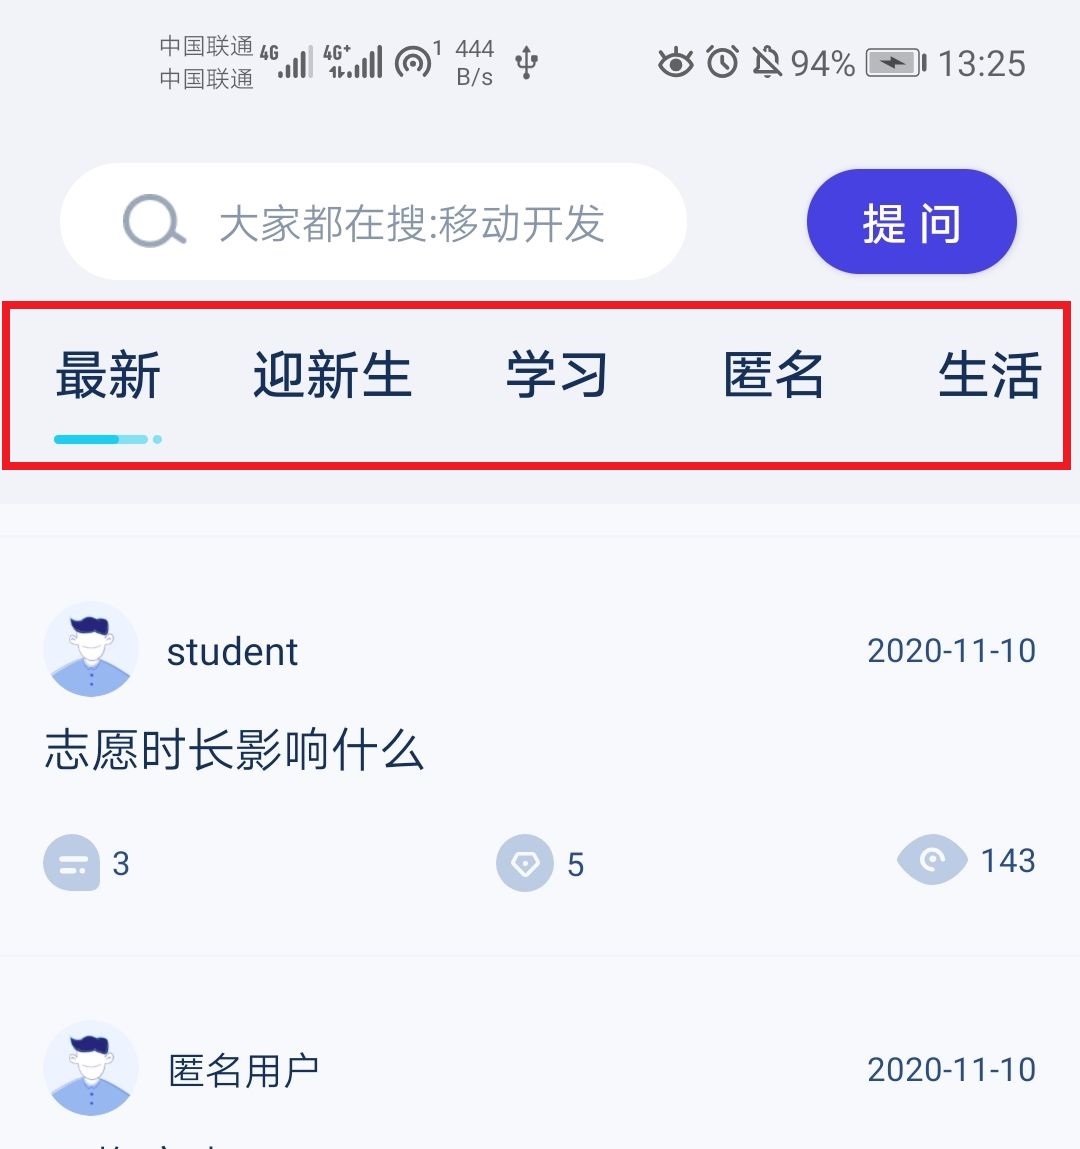 中国联通 4G 4G+ 1 444 94% 13:25
中国联通 B/s
大家都在搜:移动开发 提问
最新 迎新生 学习 匿名 生活
student 2020-11-10
志愿时长影响什么
3 5 143
匿名用户 2020-11-10